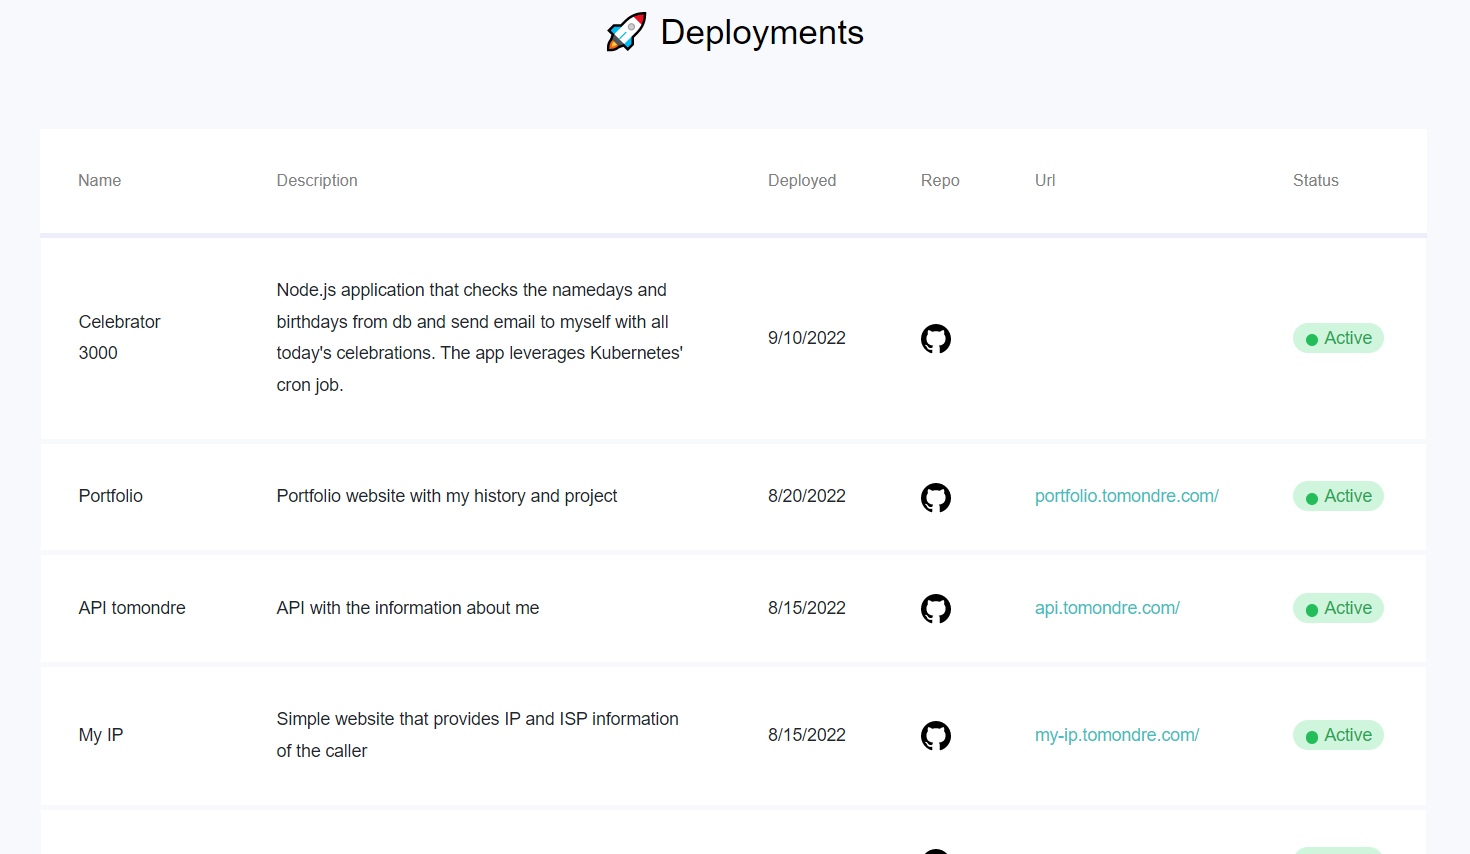 Deployments
Name Description Deployed Repo Url Status
Celebrator
3000
Node.js application that checks the namedays and
birthdays from db and send email to myself with all
today's celebrations. The app leverages Kubernetes'
cron job.
9/10/2022
Active
Portfolio
Portfolio website with my history and project
8/20/2022
portfolio.tomondre.com/
Active
API tomondre
API with the information about me
8/15/2022
api.tomondre.com/
Active
My IP
Simple website that provides IP and ISP information
of the caller
8/15/2022
my-ip.tomondre.com/
Active